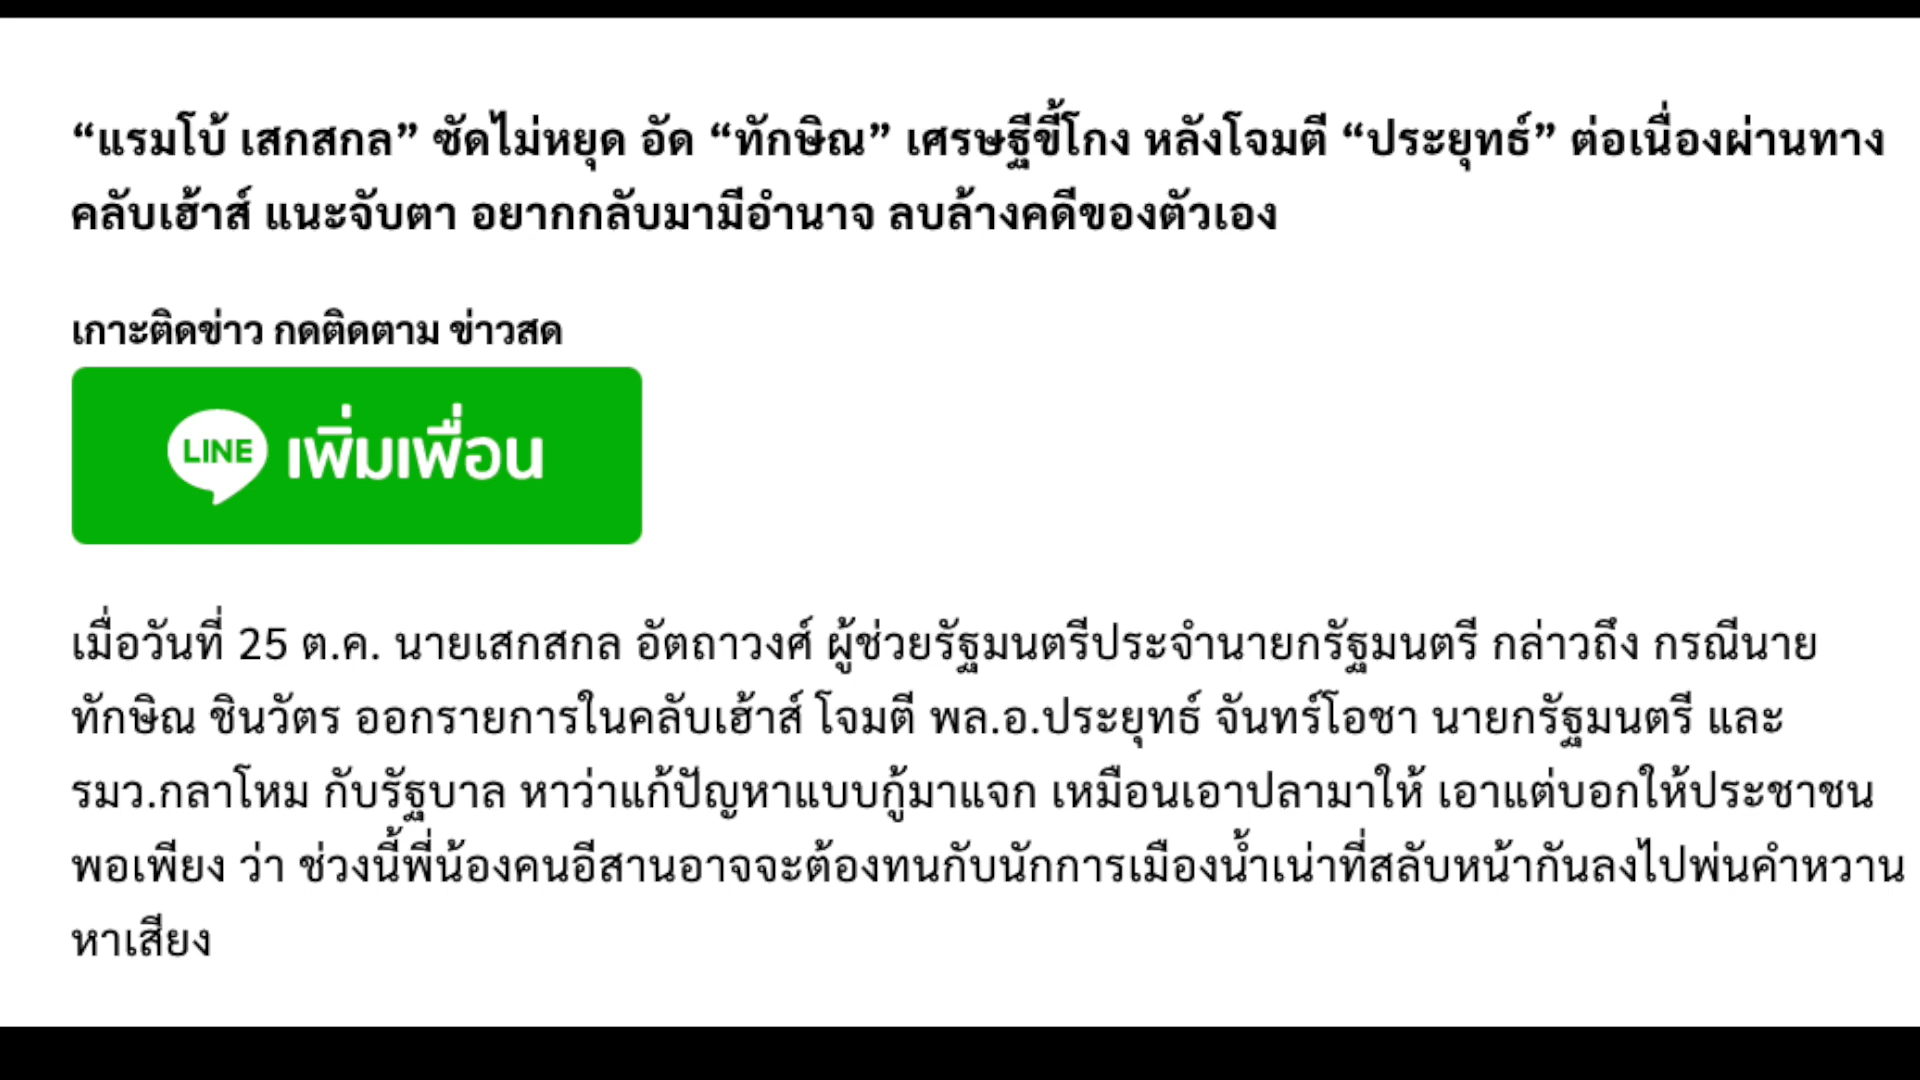 “แรมโบ้ เสกสกล” ซัดไม่หยุด อัด “ทักษิณ” เศรษฐีขี้โกง หลังโจมตี “ประยุทธ์” ต่อเนื่องผ่านทาง
คลับเฮ้าส์ แนะจับตา อยากกลับมามีอำนาจ ลบล้างคดีของตัวเอง
เกาะติดข่าว กดติดตาม ข่าวสด
LINE เพิ่มเพื่อน
เมื่อวันที่ 25 ต.ค. นายเสกสกล อัตถาวงศ์ ผู้ช่วยรัฐมนตรีประจำนายกรัฐมนตรี กล่าวถึง กรณีนาย
ทักษิณ ชินวัตร ออกรายการในคลับเฮ้าส์ โจมตี พล.อ.ประยุทธ์ จันทร์โอชา นายกรัฐมนตรี และ
รมว.กลาโหม กับรัฐบาล หาว่าแก้ปัญหาแบบกู้มาแจก เหมือนเอาปลามาให้ เอาแต่บอกให้ประชาชน
พอเพียง ว่า ช่วงนี้พี่น้องคนอีสานอาจจะต้องทนกับนักการเมืองน้ำเน่าที่สลับหน้ากันลงไปพ่นคำหวาน
หาเสียง